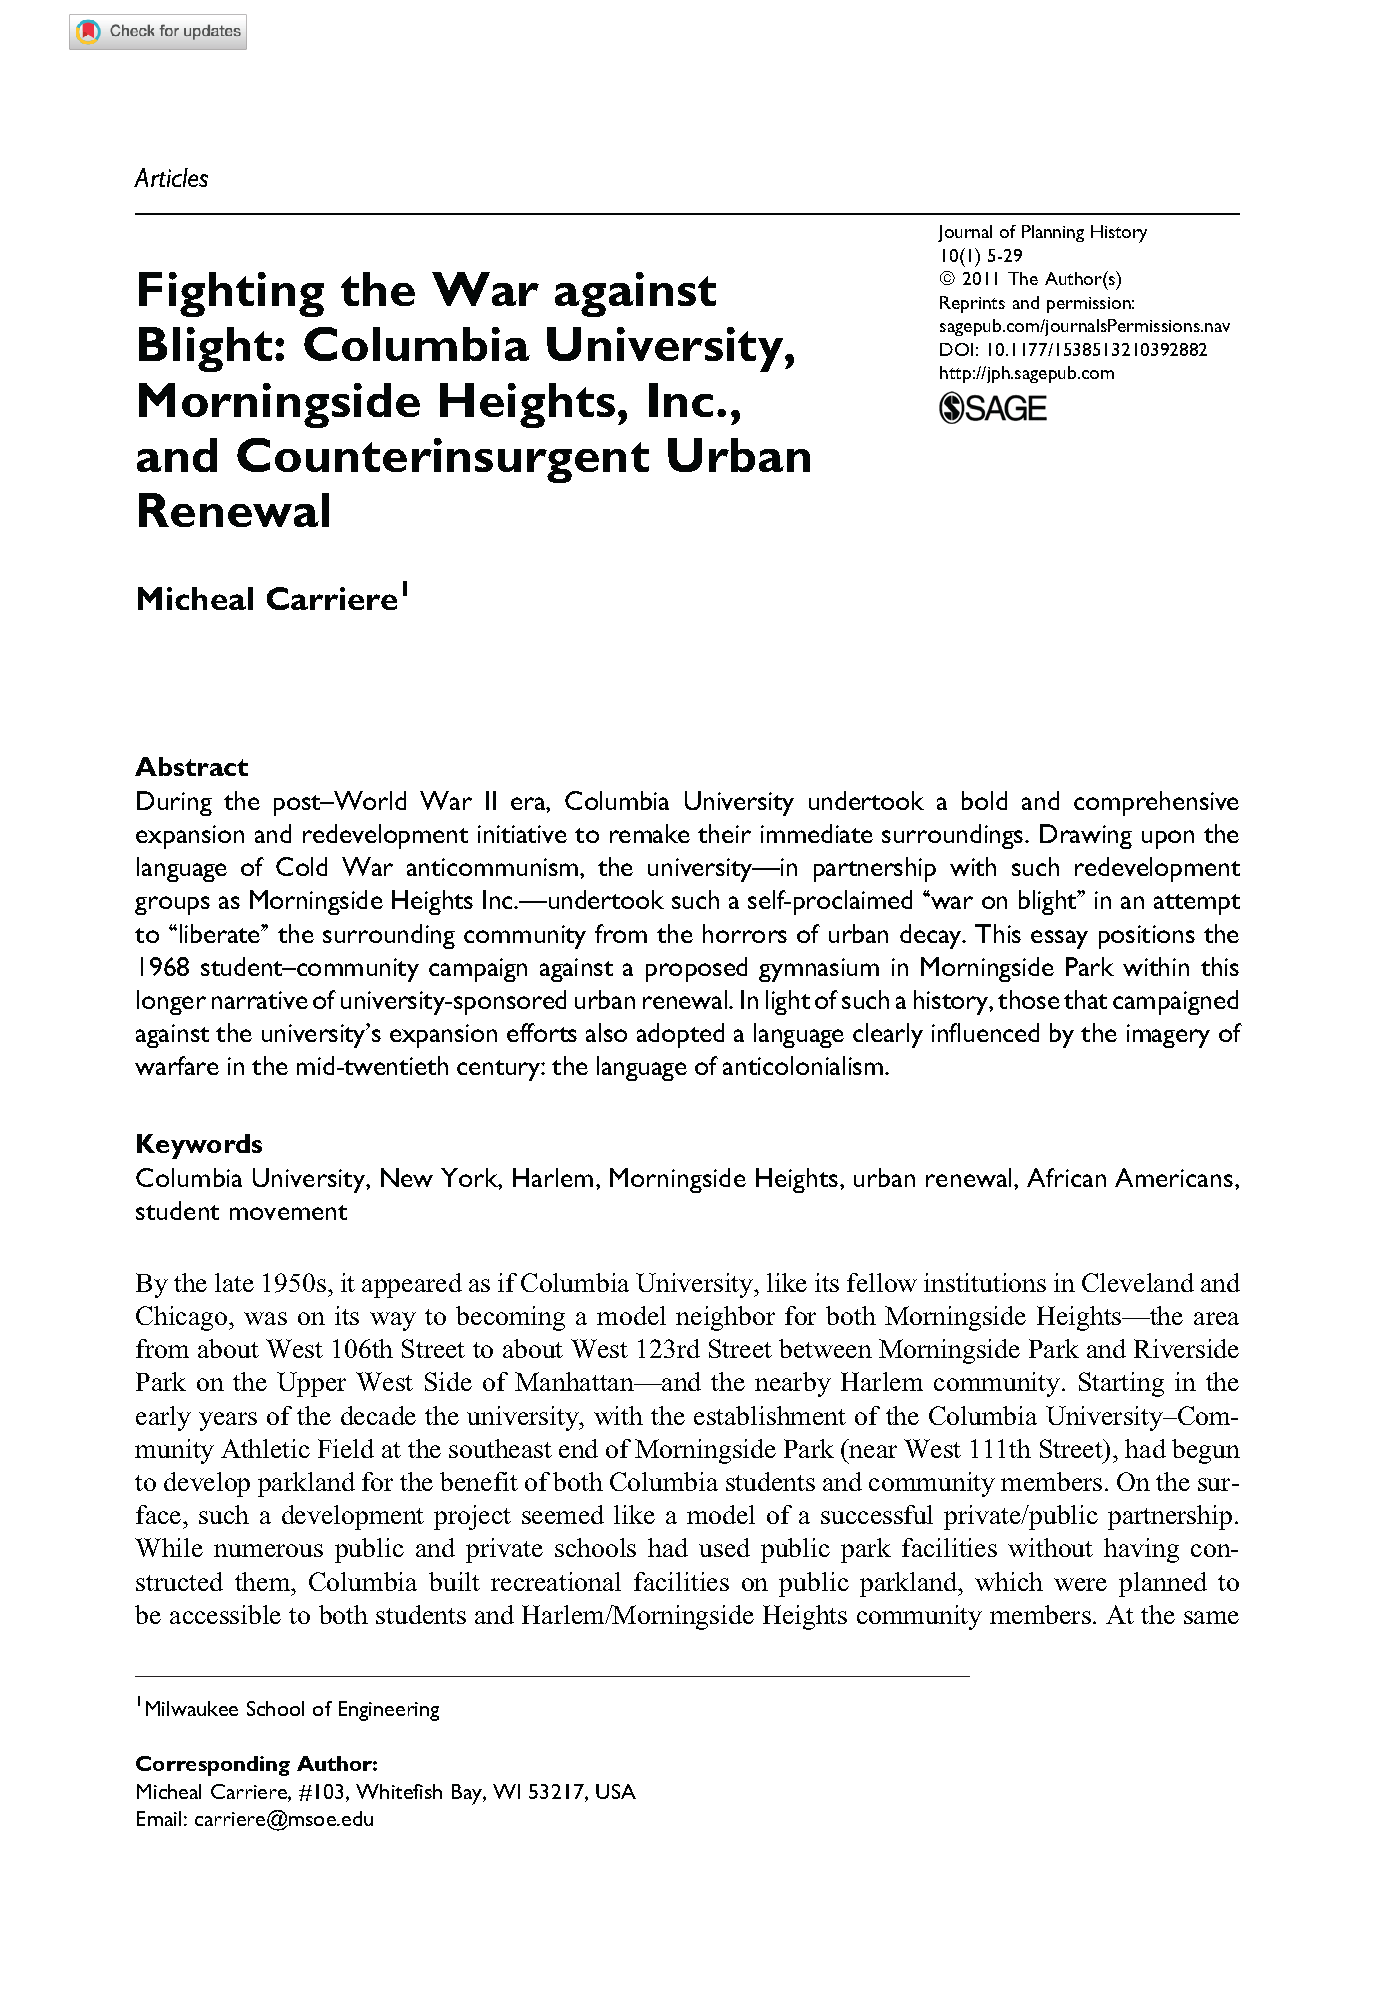 Check for updates
Articles
Journal of Planning History
10(1) 5-29
© 2011 The Author(s)
Reprints and permission:
sagepub.com/journalsPermissions.nav
DOI: 10.1177/1538513210392882
http://jph.sagepub.com
SAGE
Fighting the War against
Blight: Columbia University,
Morningside Heights, Inc.,
and Counterinsurgent Urban
Renewal
Micheal Carriere1
Abstract
During the post–World War II era, Columbia University undertook a bold and comprehensive
expansion and redevelopment initiative to remake their immediate surroundings. Drawing upon the
language of Cold War anticommunism, the university—in partnership with such redevelopment
groups as Morningside Heights Inc.—undertook such a self-proclaimed “war on blight” in an attempt
to “liberate” the surrounding community from the horrors of urban decay. This essay positions the
1968 student–community campaign against a proposed gymnasium in Morningside Park within this
longer narrative of university-sponsored urban renewal. In light of such a history, those that campaigned
against the university’s expansion efforts also adopted a language clearly influenced by the imagery of
warfare in the mid-twentieth century: the language of anticolonialism.
Keywords
Columbia University, New York, Harlem, Morningside Heights, urban renewal, African Americans,
student movement
By the late 1950s, it appeared as if Columbia University, like its fellow institutions in Cleveland and
Chicago, was on its way to becoming a model neighbor for both Morningside Heights—the area
from about West 106th Street to about West 123rd Street between Morningside Park and Riverside
Park on the Upper West Side of Manhattan—and the nearby Harlem community. Starting in the
early years of the decade the university, with the establishment of the Columbia University–Com-
munity Athletic Field at the southeast end of Morningside Park (near West 111th Street), had begun
to develop parkland for the benefit of both Columbia students and community members. On the sur-
face, such a development project seemed like a model of a successful private/public partnership.
While numerous public and private schools had used public park facilities without having con-
structed them, Columbia built recreational facilities on public parkland, which were planned to
be accessible to both students and Harlem/Morningside Heights community members. At the same
1Milwaukee School of Engineering
Corresponding Author:
Micheal Carriere, #103, Whitefish Bay, WI 53217, USA
Email: carriere@msoe.edu